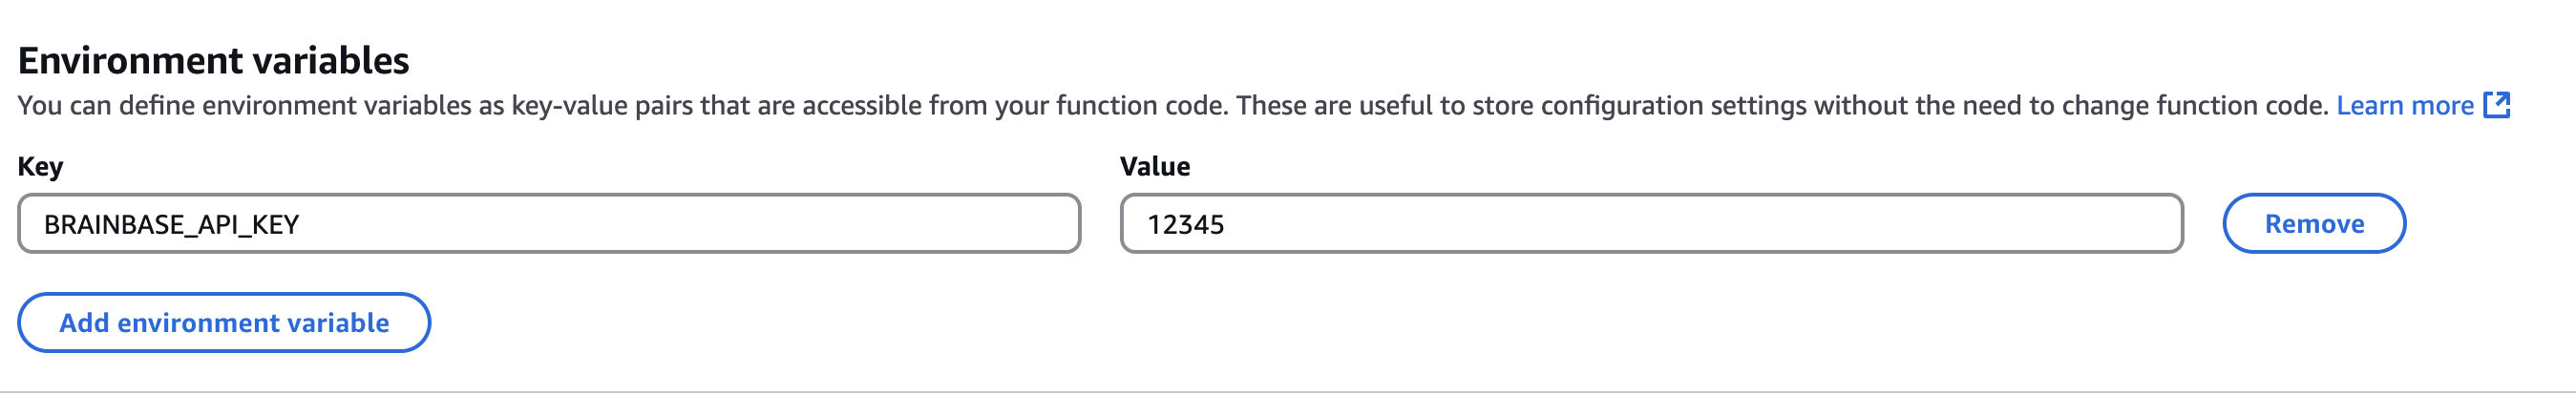 Environment variables
You can define environment variables as key-value pairs that are accessible from your function code. These are useful to store configuration settings without the need to change function code. Learn more
Key
Value
BRAINBASE_API_KEY
12345
Remove
Add environment variable